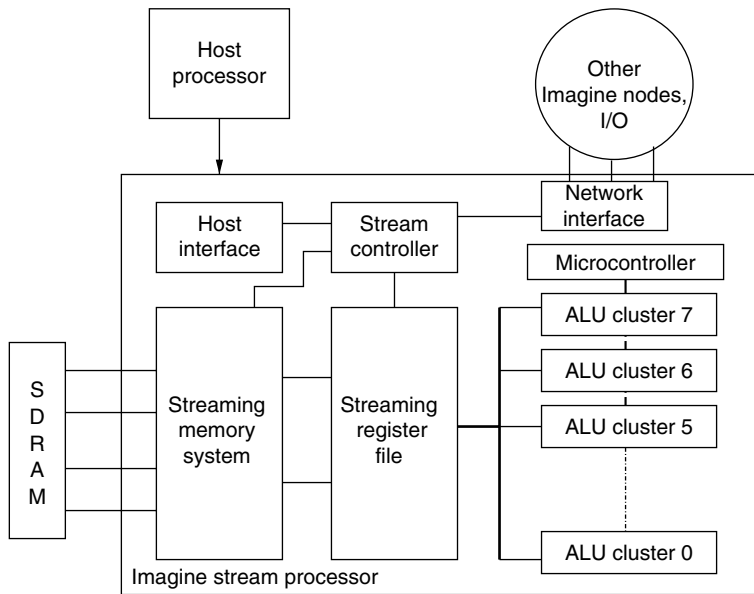 Host
processor
Other
Imagine nodes,
I/O
Network
interface
Host
interface
Stream
controller
Microcontroller
ALU cluster 7
ALU cluster 6
ALU cluster 5
ALU cluster 0
S
D
R
A
M
Streaming
memory
system
Streaming
register
file
Imagine stream processor